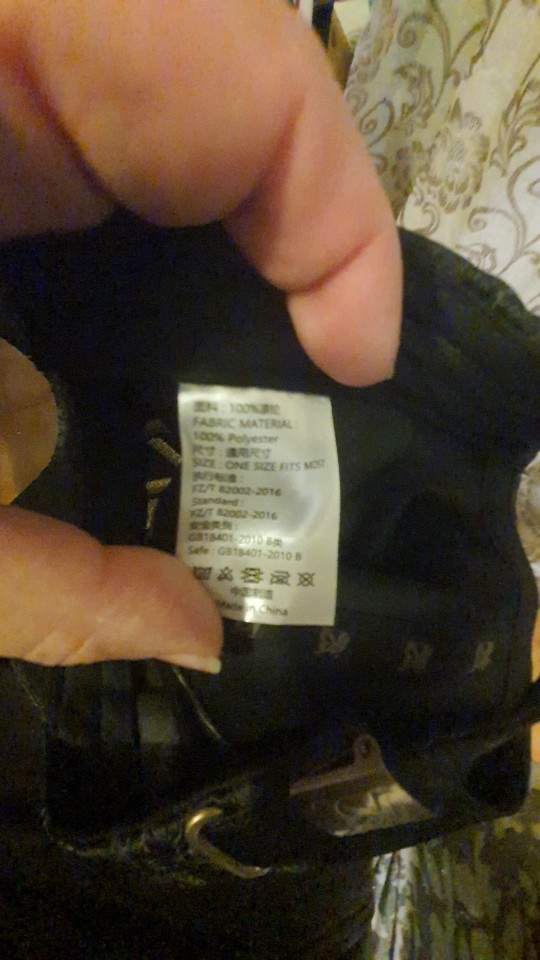 面料:100%涤纶
FABRIC MATERIAL:
100% Polyester
尺寸:通用尺寸
SIZE: ONE SIZE FITS MOST
执行标准:
FZ/T 82002-2016
Standard:
FZ/T 82002-2016
安全类别:
GB18401-2010 B类
Safe: GB18401-2010 B
中国制造
Made in China